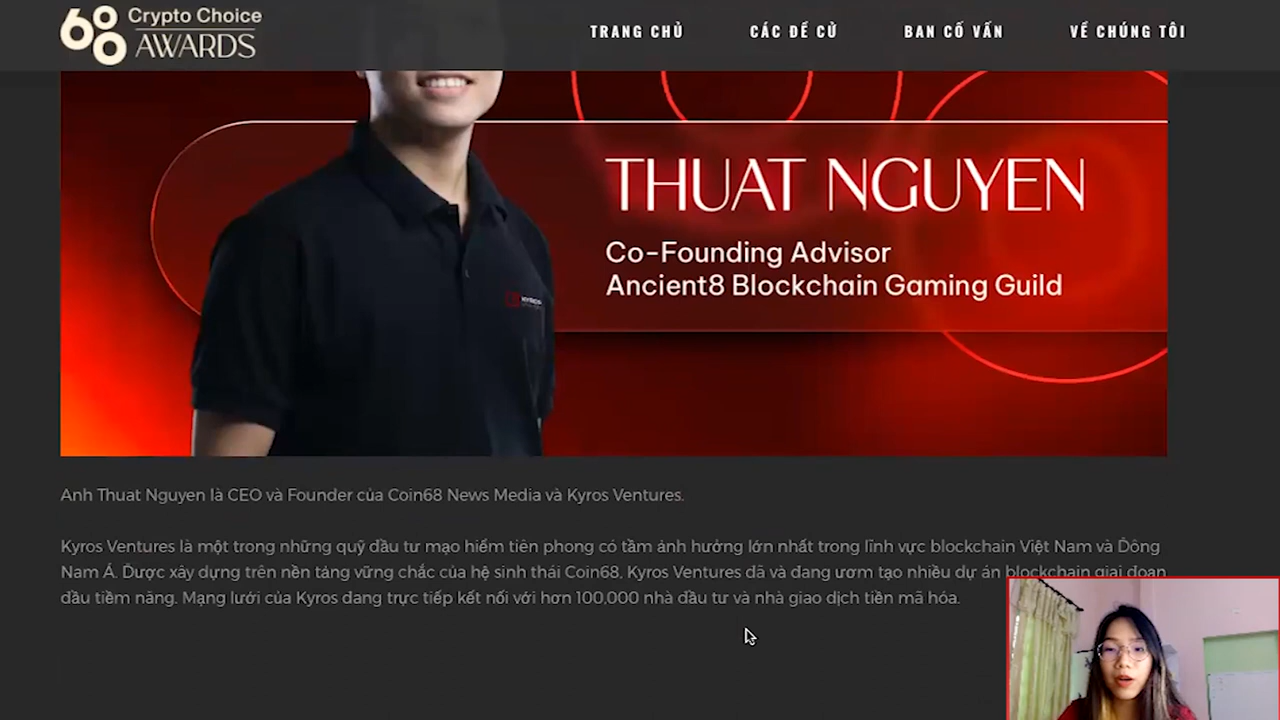 68 Crypto Choice
AWARDS
TRANG CHỦ CÁC ĐỀ CỬ BAN CỐ VẤN VỀ CHÚNG TÔI
THUAT NGUYEN
Co-Founding Advisor
Ancient8 Blockchain Gaming Guild
KYROS
Anh Thuat Nguyen là CEO và Founder của Coin68 News Media và Kyros Ventures.
Kyros Ventures là một trong những quỹ đầu tư mạo hiểm tiên phong có tầm ảnh hưởng lớn nhất trong lĩnh vực blockchain Việt Nam và Đông
Nam Á. Được xây dựng trên nền tảng vững chắc của hệ sinh thái Coin68, Kyros Ventures đã và đang ươm tạo nhiều dự án blockchain giai đoạn
đầu tiềm năng. Mạng lưới của Kyros đang trực tiếp kết nối với hơn 100,000 nhà đầu tư và nhà giao dịch tiền mã hóa.